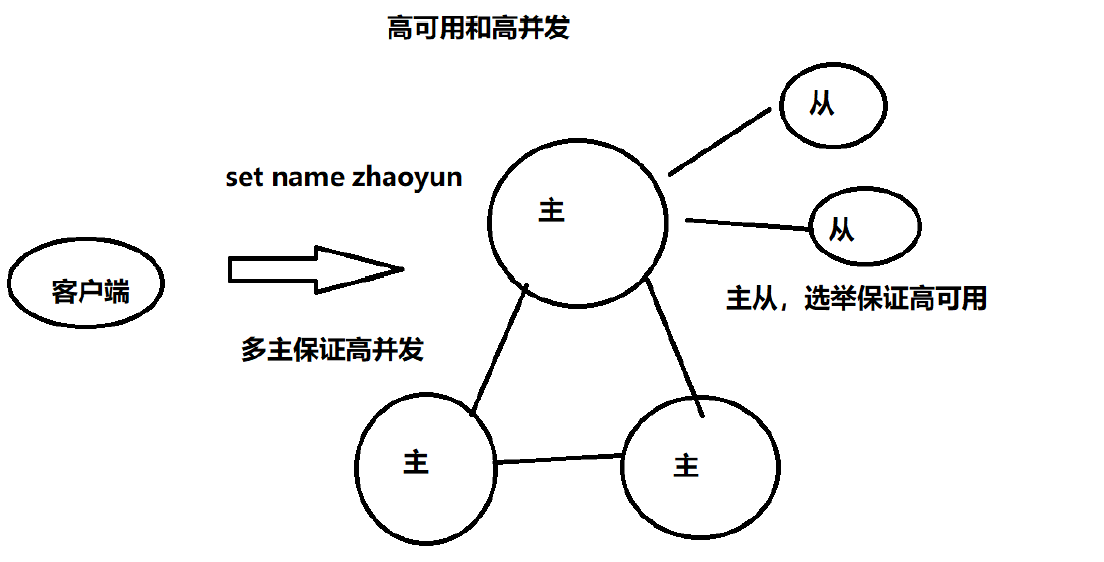 高可用和高并发
从
set name zhaoyun
主
从
客户端
主从，选举保证高可用
多主保证高并发
主
主